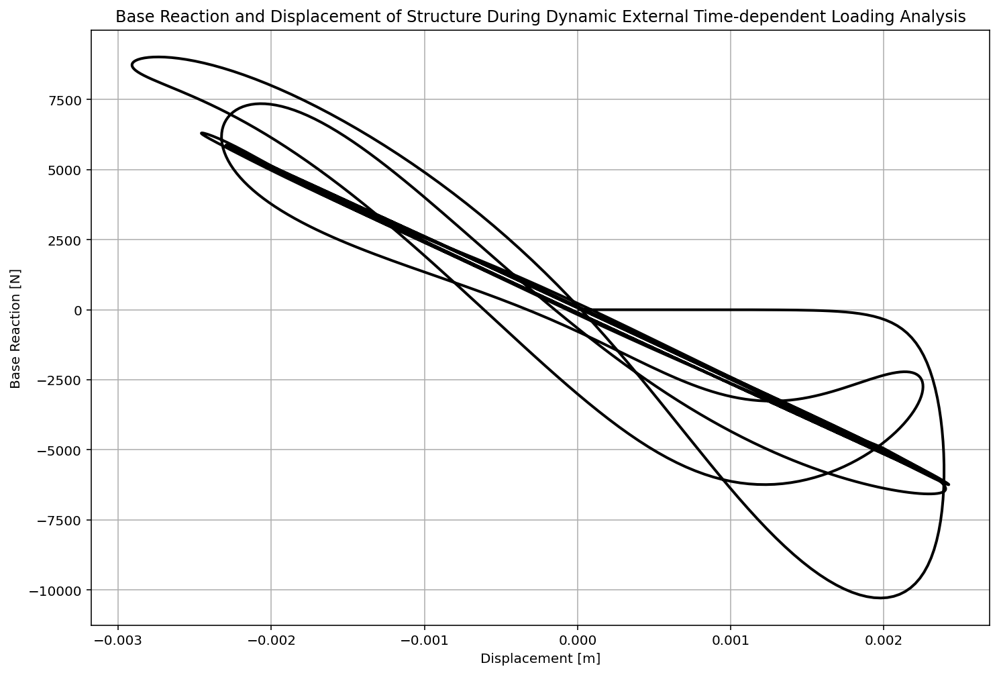 Base Reaction and Displacement of Structure During Dynamic External Time-dependent Loading Analysis
7500
5000
2500
0
−2500
−5000
−7500
−10000
Base Reaction [N]
−0.003 −0.002 −0.001 0.000 0.001 0.002
Displacement [m]